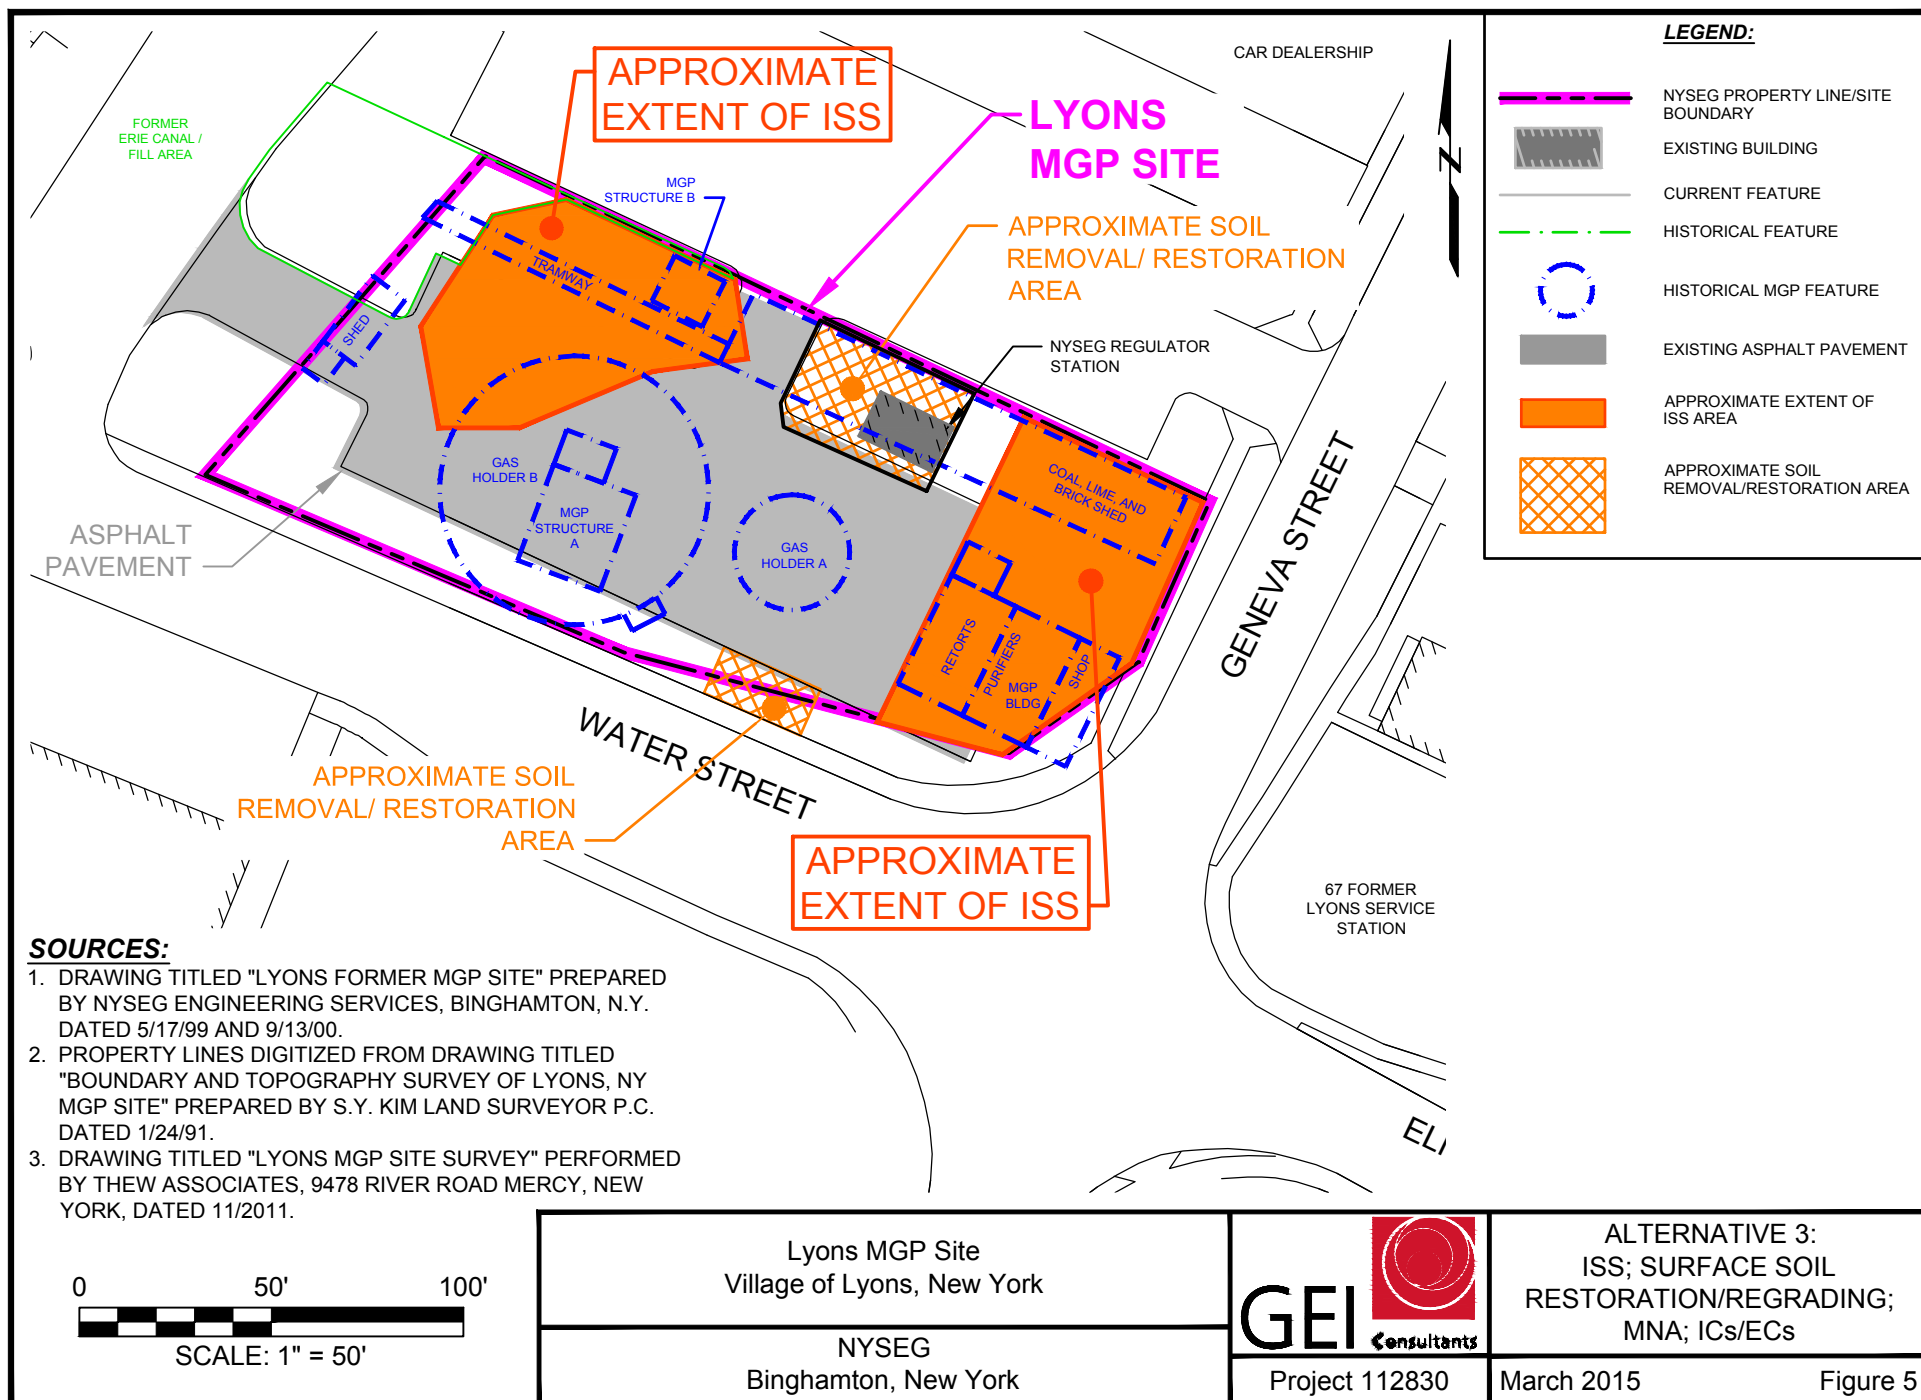 LEGEND:
CAR DEALERSHIP
APPROXIMATE
EXTENT OF ISS
LYONS
MGP SITE
FORMER
ERIE CANAL /
FILL AREA
MGP
STRUCTURE B
APPROXIMATE SOIL
REMOVAL/ RESTORATION
AREA
N
TRAMWAY
SHED
NYSEG REGULATOR
STATION
GAS
HOLDER B
MGP
STRUCTURE
A
GAS
HOLDER A
COAL, LIME, AND
BRICK SHED
RETORTS
PURIFIERS
MGP
BLDG
SHOP
ASPHALT
PAVEMENT
GENEVA STREET
WATER STREET
APPROXIMATE SOIL
REMOVAL/ RESTORATION
AREA
APPROXIMATE
EXTENT OF ISS
67 FORMER
LYONS SERVICE
STATION
NYSEG PROPERTY LINE/SITE
BOUNDARY
EXISTING BUILDING
CURRENT FEATURE
HISTORICAL FEATURE
HISTORICAL MGP FEATURE
EXISTING ASPHALT PAVEMENT
APPROXIMATE EXTENT OF
ISS AREA
APPROXIMATE SOIL
REMOVAL/RESTORATION AREA
SOURCES:
1. DRAWING TITLED "LYONS FORMER MGP SITE" PREPARED
BY NYSEG ENGINEERING SERVICES, BINGHAMTON, N.Y.
DATED 5/17/99 AND 9/13/00.
2. PROPERTY LINES DIGITIZED FROM DRAWING TITLED
"BOUNDARY AND TOPOGRAPHY SURVEY OF LYONS, NY
MGP SITE" PREPARED BY S.Y. KIM LAND SURVEYOR P.C.
DATED 1/24/91.
3. DRAWING TITLED "LYONS MGP SITE SURVEY" PERFORMED
BY THEW ASSOCIATES, 9478 RIVER ROAD MERCY, NEW
YORK, DATED 11/2011.
0 50' 100'
SCALE: 1" = 50'
Lyons MGP Site
Village of Lyons, New York
NYSEG
Binghamton, New York
GEI
Consultants
Project 112830
ALTERNATIVE 3:
ISS; SURFACE SOIL
RESTORATION/REGRADING;
MNA; ICs/ECs
March 2015 Figure 5